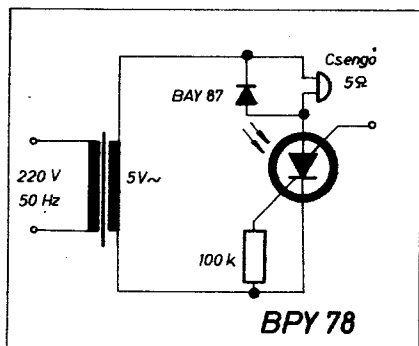 Csengő
5Ω
BAY 87
220 V
50 Hz
5V~
100 k
BPY 78